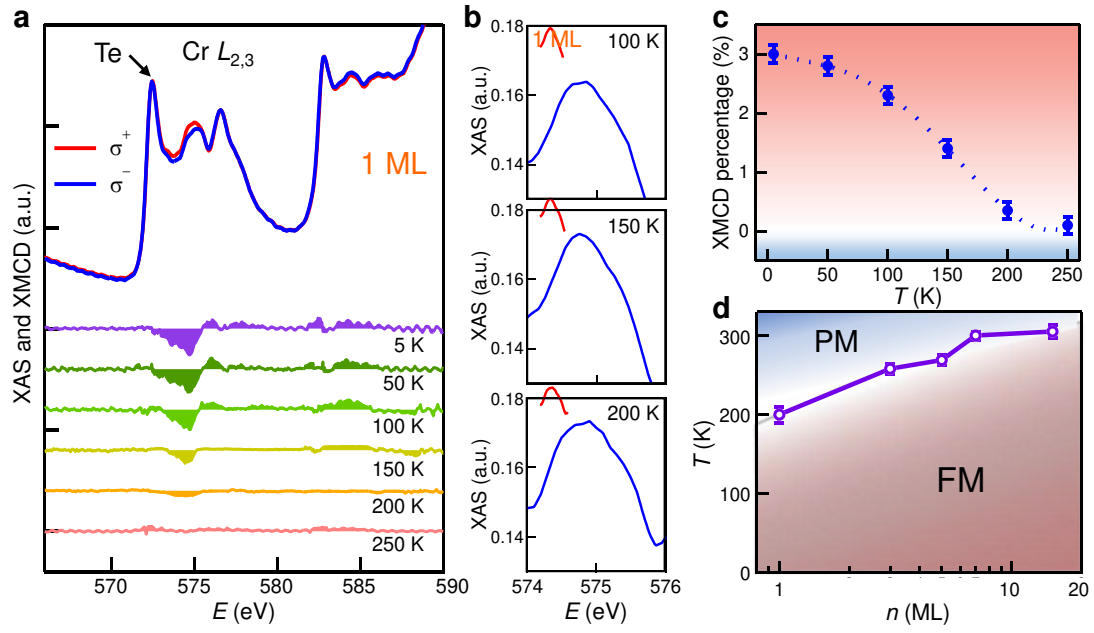 a
Te
Cr L2,3
σ+
σ−
1 ML
5 K
50 K
100 K
150 K
200 K
250 K
XAS and XMCD (a.u.)
570
575
580
585
590
E (eV)
b
0.18
1 ML
100 K
0.16
0.14
XAS (a.u.)
0.18
150 K
0.16
0.14
XAS (a.u.)
0.18
200 K
0.16
0.14
XAS (a.u.)
574
575
576
E (eV)
c
3
2
1
0
XMCD percentage (%)
0
50
100
150
200
250
T (K)
d
PM
FM
300
200
100
0
T (K)
1
10
20
n (ML)